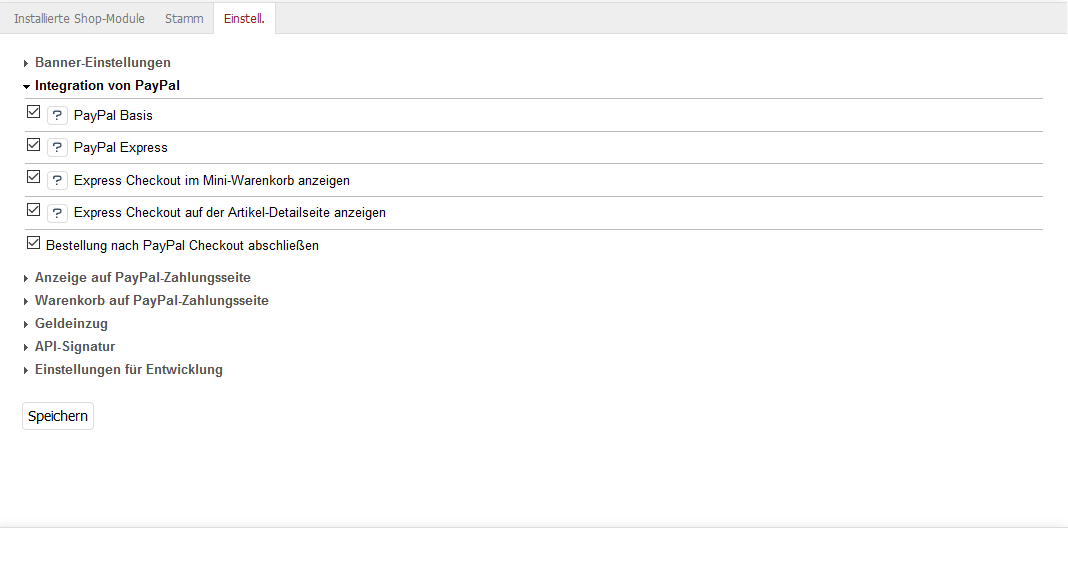 Installierte Shop-Module Stamm Einstell.
Banner-Einstellungen
Integration von PayPal
? PayPal Basis
? PayPal Express
? Express Checkout im Mini-Warenkorb anzeigen
? Express Checkout auf der Artikel-Detailseite anzeigen
Bestellung nach PayPal Checkout abschließen
Anzeige auf PayPal-Zahlungsseite
Warenkorb auf PayPal-Zahlungsseite
Geldeinzug
API-Signatur
Einstellungen für Entwicklung
Speichern